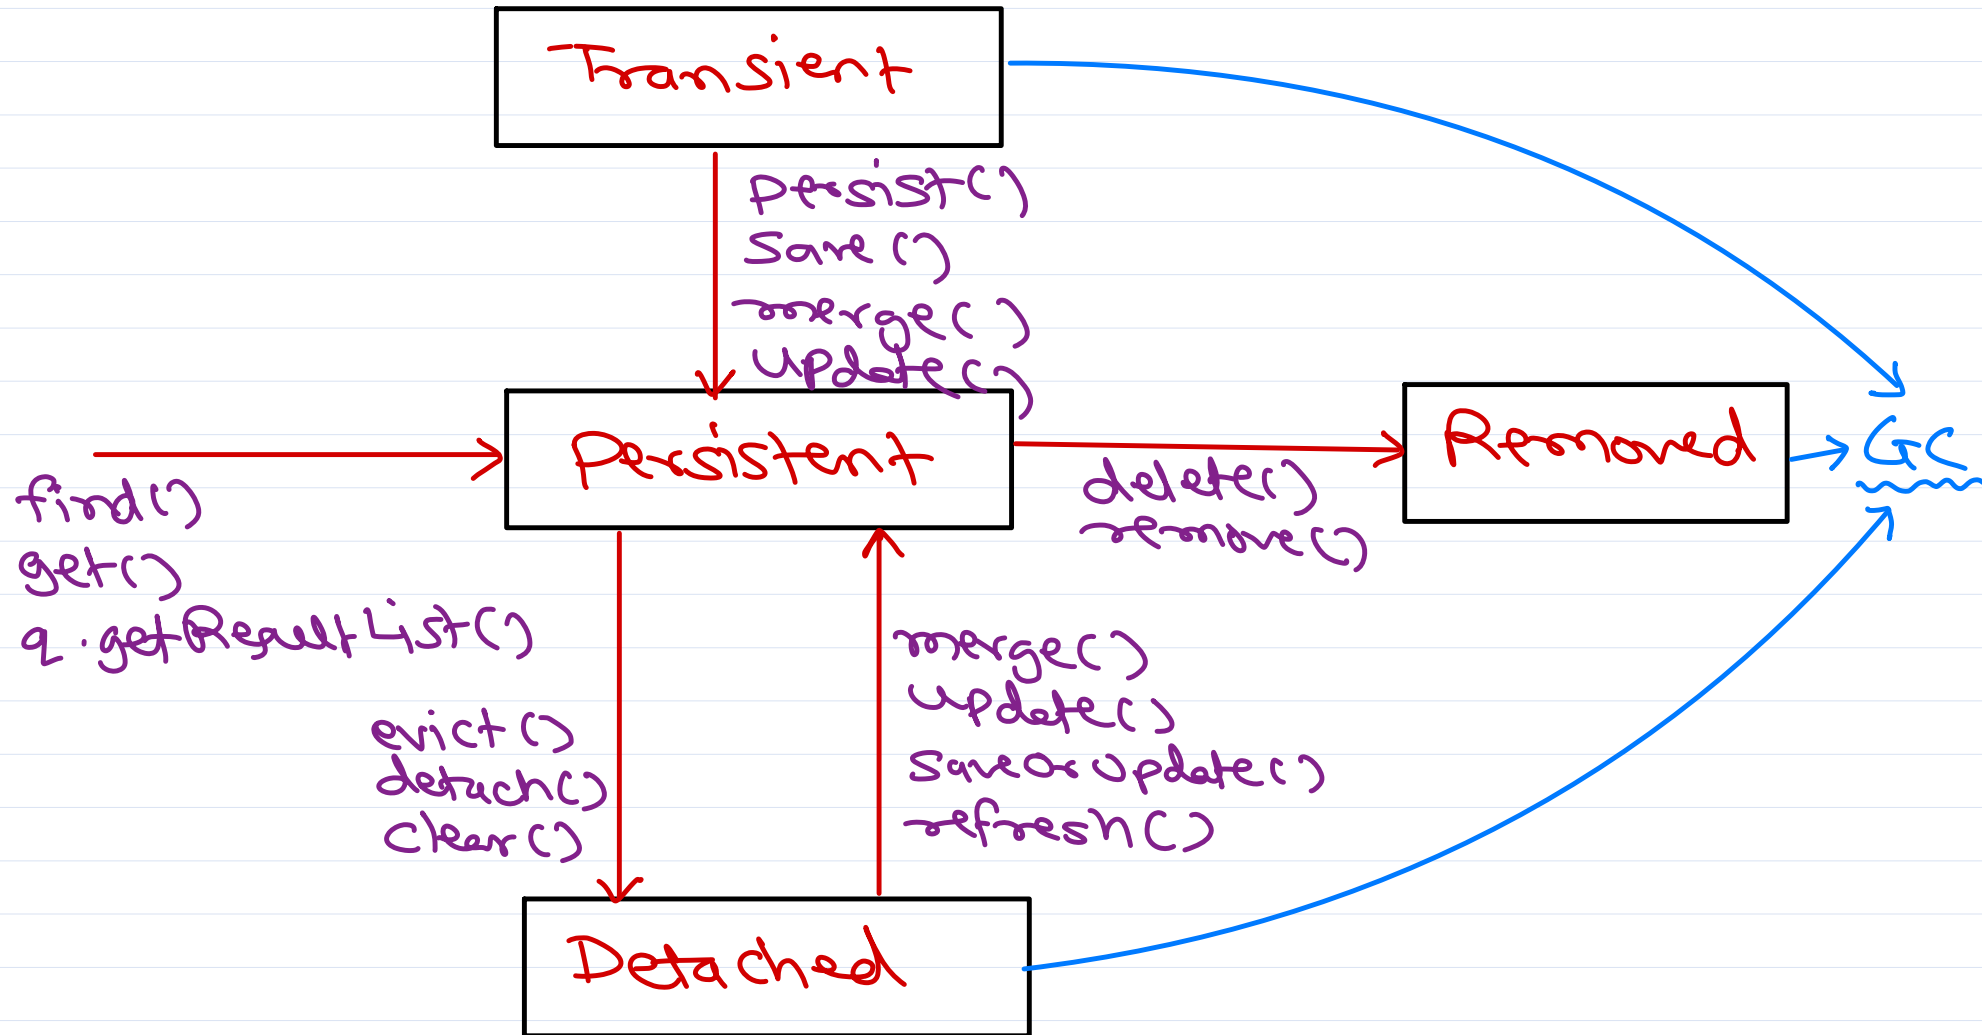 Transient
persist()
save()
merge()
update()
Persistent
find()
get()
q.getResultList()
delete()
remove()
Removed
GC
evict()
detach()
clear()
merge()
update()
saveOrUpdate()
refresh()
Detached